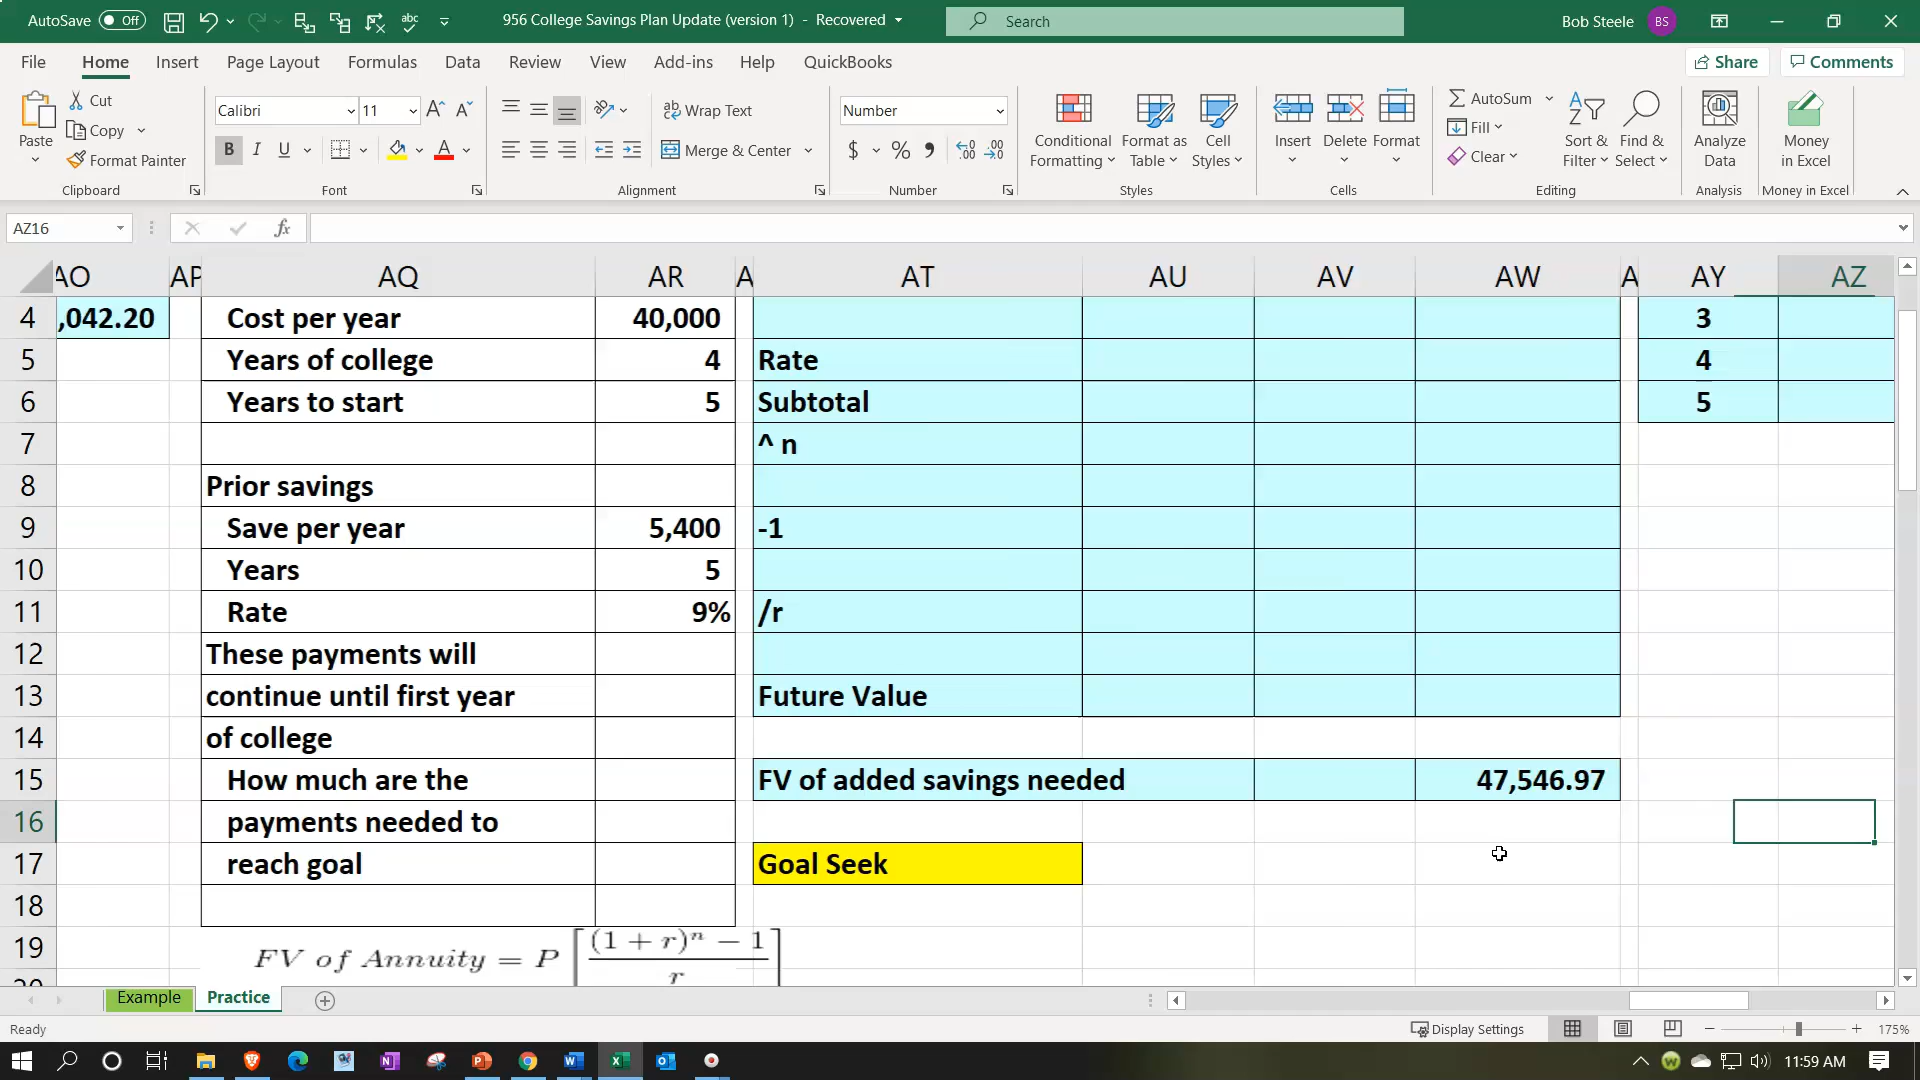 AutoSave Off 956 College Savings Plan Update (version 1) - Recovered Search Bob Steele BS
File Home Insert Page Layout Formulas Data Review View Add-ins Help QuickBooks Share Comments
Paste Cut Copy Format Painter Clipboard
Calibri 11 B I U A A A Font
ab Wrap Text Merge & Center Alignment
Number $ % , .00 Number
Conditional Formatting Format as Table Cell Styles Styles
Insert Delete Format Cells
AutoSum Fill Clear Sort & Filter Find & Select Editing
Analyze Data Analysis
Money in Excel Money in Excel
AZ16 fx
AO AP AQ AR A AT AU AV AW A AY AZ
4 ,042.20 Cost per year 40,000 3
5 Years of college 4 Rate 4
6 Years to start 5 Subtotal 5
7 ^ n
8 Prior savings
9 Save per year 5,400 -1
10 Years 5
11 Rate 9% /r
12 These payments will
13 continue until first year Future Value
14 of college
15 How much are the FV of added savings needed 47,546.97
16 payments needed to
17 reach goal Goal Seek
18
19 FV of Annuity = P [ (1 + r)^n − 1 / r ]
20
Example Practice
Ready Display Settings 175%
11:59 AM